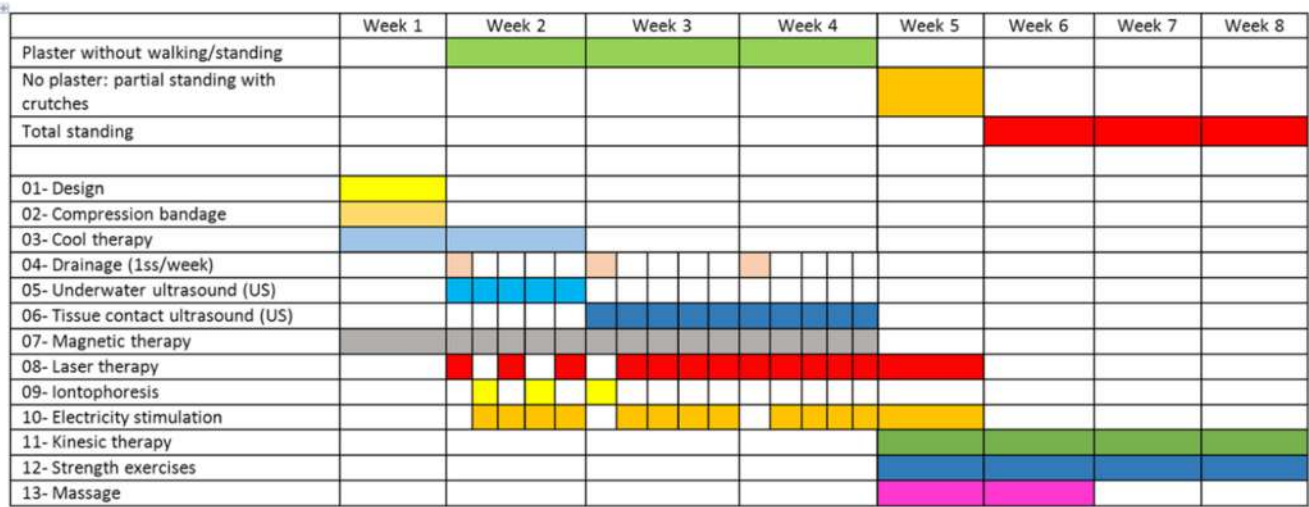 Week 1 Week 2 Week 3 Week 4 Week 5 Week 6 Week 7 Week 8
Plaster without walking/standing
No plaster: partial standing with
crutches
Total standing
01- Design
02- Compression bandage
03- Cool therapy
04- Drainage (1ss/week)
05- Underwater ultrasound (US)
06- Tissue contact ultrasound (US)
07- Magnetic therapy
08- Laser therapy
09- Iontophoresis
10- Electricity stimulation
11- Kinesic therapy
12- Strength exercises
13- Massage